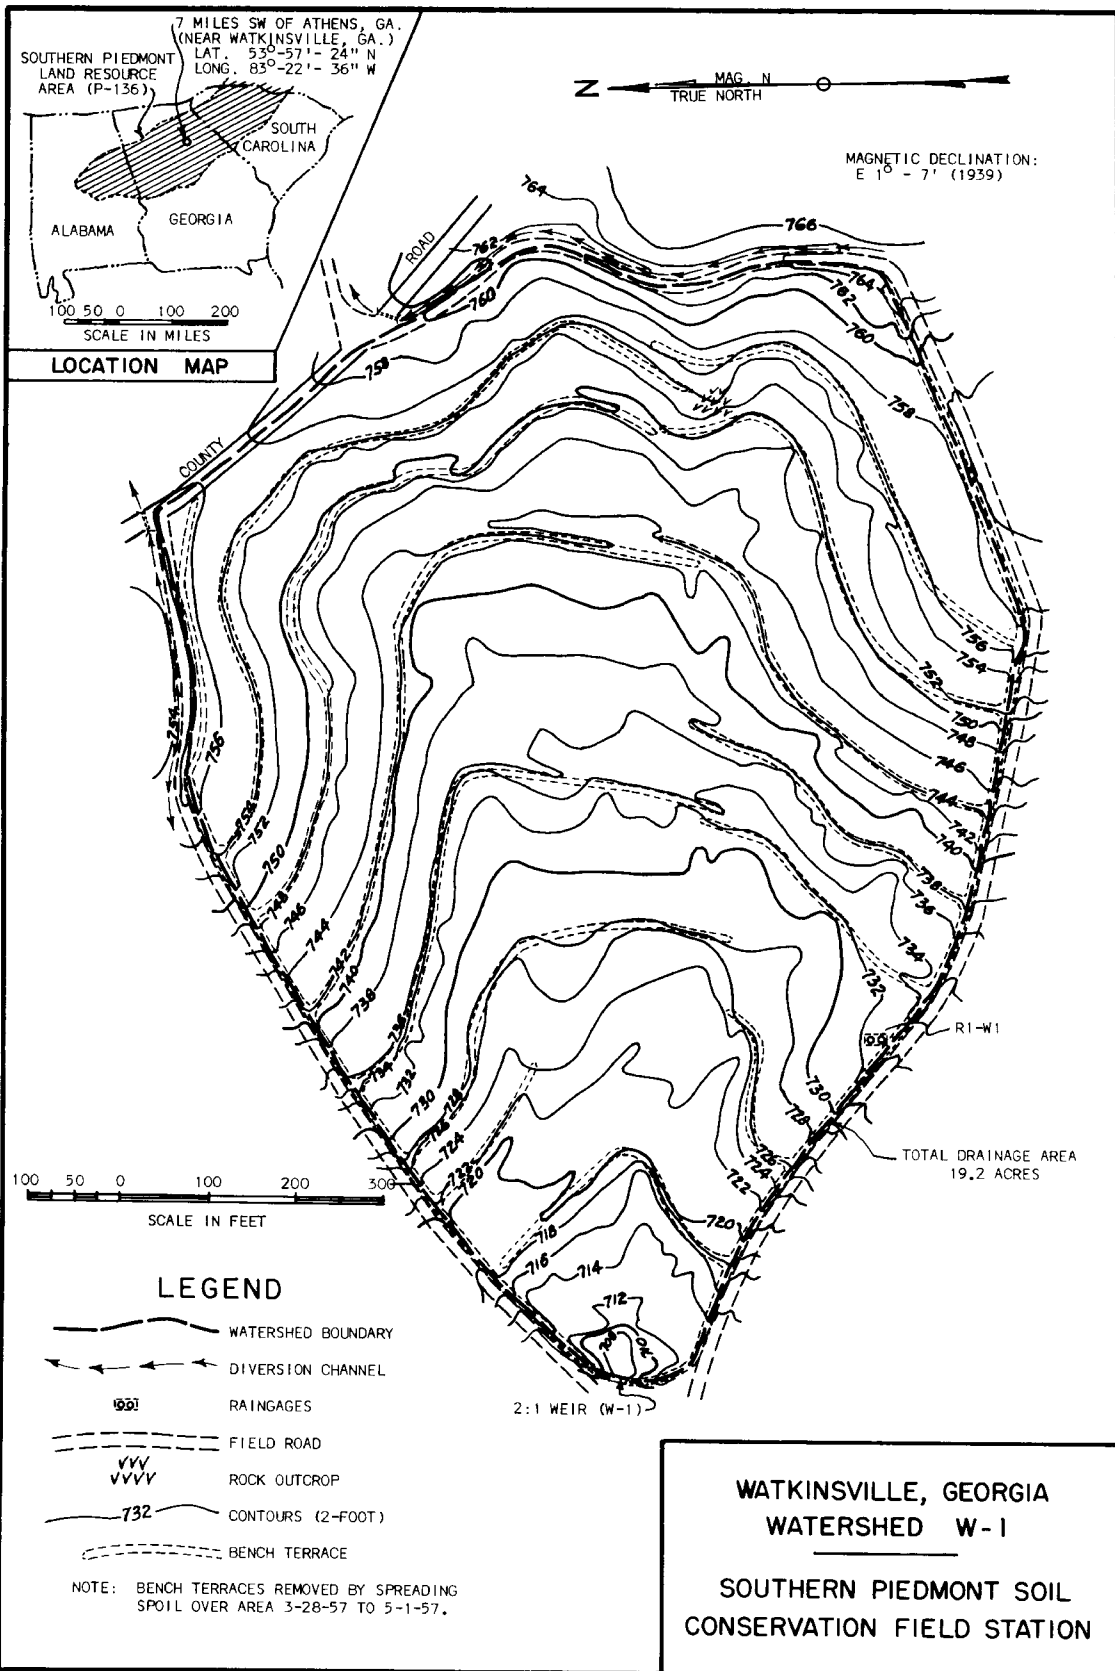 7 MILES SW OF ATHENS, GA.
(NEAR WATKINSVILLE, GA.)
LAT. 53°-57'- 24" N
LONG. 83°-22'- 36" W
SOUTHERN PIEDMONT
LAND RESOURCE
AREA (P-136)
SOUTH
CAROLINA
GEORGIA
ALABAMA
100 50 0 100 200
SCALE IN MILES
LOCATION MAP
N
MAG. N
TRUE NORTH
MAGNETIC DECLINATION:
E 1° - 7' (1939)
764
766
762
ROAD
760
764
762
760
758
758
COUNTY
756
754
752
750
748
746
744
742
740
738
736
734
732
730
728
726
724
722
720
754
756
752
750
748
746
744
742
740
738
736
734
732
730
728
726
724
722
720
718
716
714
712
710
708
R1-W1
TOTAL DRAINAGE AREA
19.2 ACRES
100 50 0 100 200 300
SCALE IN FEET
2:1 WEIR (W-1)
LEGEND
WATERSHED BOUNDARY
DIVERSION CHANNEL
RAINGAGES
FIELD ROAD
ROCK OUTCROP
732 CONTOURS (2-FOOT)
BENCH TERRACE
NOTE: BENCH TERRACES REMOVED BY SPREADING
SPOIL OVER AREA 3-28-57 TO 5-1-57.
WATKINSVILLE, GEORGIA
WATERSHED W-1
SOUTHERN PIEDMONT SOIL
CONSERVATION FIELD STATION